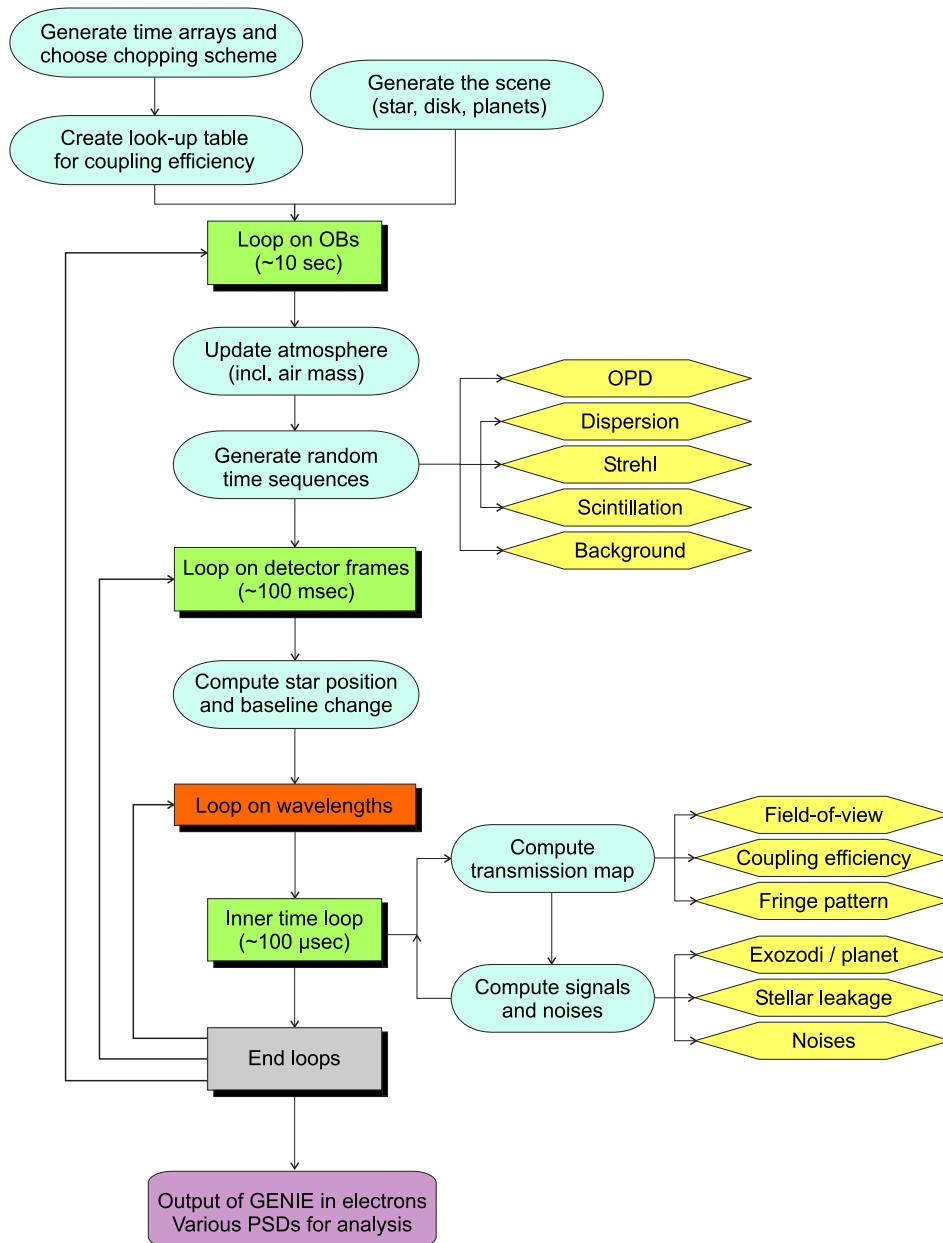 Generate time arrays and
choose chopping scheme
Generate the scene
(star, disk, planets)
Create look-up table
for coupling efficiency
Loop on OBs
(~10 sec)
Update atmosphere
(incl. air mass)
OPD
Dispersion
Generate random
time sequences
Strehl
Scintillation
Background
Loop on detector frames
(~100 msec)
Compute star position
and baseline change
Loop on wavelengths
Field-of-view
Compute
transmission map
Coupling efficiency
Fringe pattern
Inner time loop
(~100 µsec)
Exozodi / planet
Compute signals
and noises
Stellar leakage
Noises
End loops
Output of GENIE in electrons
Various PSDs for analysis